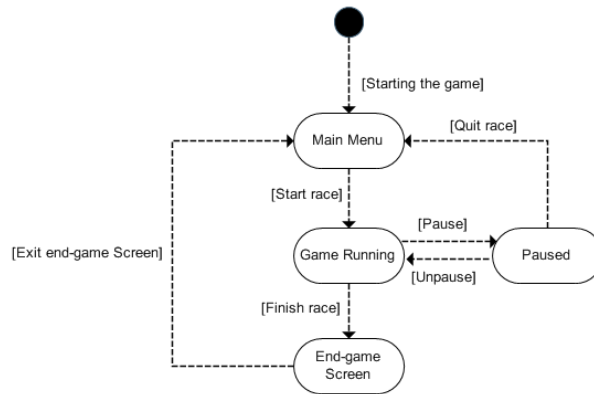 [Starting the game]
Main Menu
[Quit race]
[Start race]
[Pause]
[Exit end-game Screen]
Game Running
Paused
[Unpause]
[Finish race]
End-game
Screen